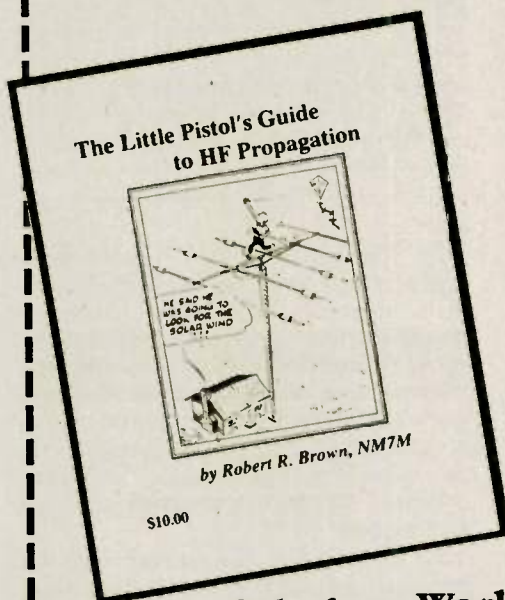 The Little Pistol's Guide
to HF Propagation
HE SAID HE
WAS GOING TO
LOOK FOR THE
SOLAR WIND
by Robert R. Brown, NM7M
$10.00